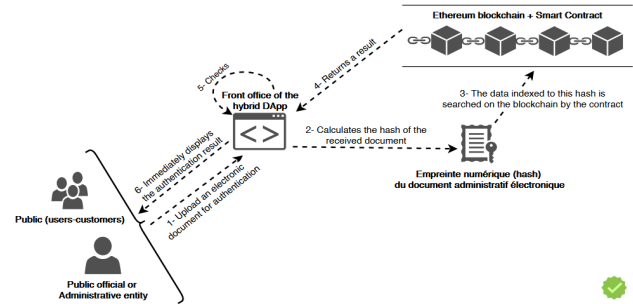 Ethereum blockchain + Smart Contract
4- Returns a result
5- Checks
Front office of the
hybrid DApp
3- The data indexed to this hash is
searched on the blockchain by the contract
2- Calculates the hash of the
received document
Empreinte numérique (hash)
du document administratif électronique
6- Immediately displays
the authentication result
1- Upload an electronic
document for authentication
Public (users-customers)
Public official or
Administrative entity